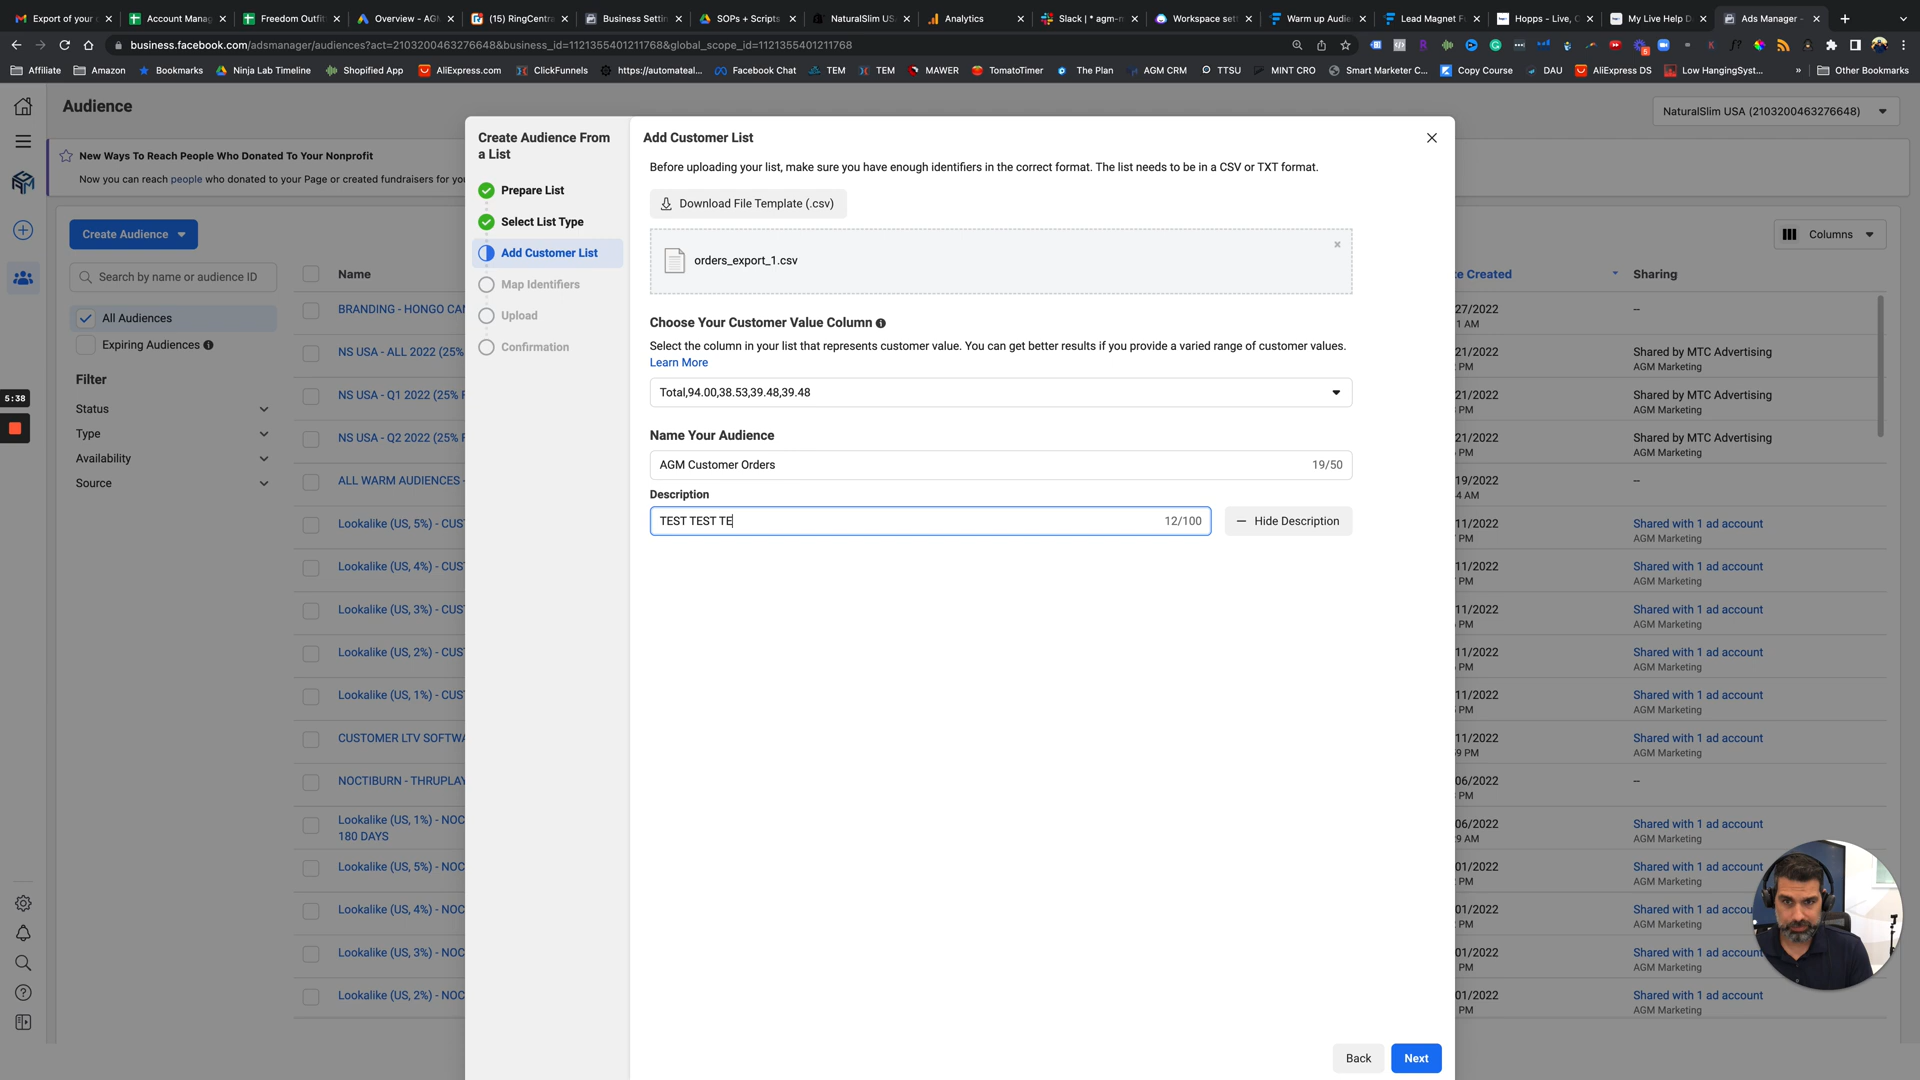 Export of your c
Account Manag
Freedom Outfit
Overview - AGM
(15) RingCentra
Business Settin
SOPs + Scripts
NaturalSlim US
Analytics
Slack | * agm-m
Workspace sett
Warm up Audie
Lead Magnet F
Hopps - Live, C
My Live Help D
Ads Manager -
business.facebook.com/adsmanager/audiences?act=2103200463276648&business_id=1121355401211768&global_scope_id=1121355401211768
Affiliate
Amazon
Bookmarks
Ninja Lab Timeline
Shopified App
AliExpress.com
ClickFunnels
https://automateal...
Facebook Chat
TEM
TEM
MAWER
TomatoTimer
The Plan
AGM CRM
TTSU
MINT CRO
Smart Marketer C...
Copy Course
DAU
AliExpress DS
Low HangingSyst...
»
Other Bookmarks
Audience
NaturalSlim USA (2103200463276648)
New Ways To Reach People Who Donated To Your Nonprofit
Now you can reach people who donated to your Page or created fundraisers for you
Create Audience
Search by name or audience ID
All Audiences
Expiring Audiences
Filter
Status
Type
Availability
Source
5:38
Name
BRANDING - HONGO CAN
NS USA - ALL 2022 (25%
NS USA - Q1 2022 (25% F
NS USA - Q2 2022 (25% F
ALL WARM AUDIENCES -
Lookalike (US, 5%) - CUST
Lookalike (US, 4%) - CUST
Lookalike (US, 3%) - CUST
Lookalike (US, 2%) - CUST
Lookalike (US, 1%) - CUST
CUSTOMER LTV SOFTWA
NOCTIBURN - THRUPLAY
Lookalike (US, 1%) - NOC
180 DAYS
Lookalike (US, 5%) - NOC
Lookalike (US, 4%) - NOC
Lookalike (US, 3%) - NOC
Lookalike (US, 2%) - NOC
Create Audience From
a List
Prepare List
Select List Type
Add Customer List
Map Identifiers
Upload
Confirmation
Add Customer List
Before uploading your list, make sure you have enough identifiers in the correct format. The list needs to be in a CSV or TXT format.
Download File Template (.csv)
orders_export_1.csv
Choose Your Customer Value Column
Select the column in your list that represents customer value. You can get better results if you provide a varied range of customer values.
Learn More
Total,94.00,38.53,39.48,39.48
Name Your Audience
AGM Customer Orders
19/50
Description
TEST TEST TE
12/100
Hide Description
Back
Next
Columns
te Created
Sharing
27/2022
1 AM
--
21/2022
2 PM
Shared by MTC Advertising
AGM Marketing
21/2022
PM
Shared by MTC Advertising
AGM Marketing
21/2022
PM
Shared by MTC Advertising
AGM Marketing
19/2022
4 AM
--
11/2022
PM
Shared with 1 ad account
AGM Marketing
11/2022
PM
Shared with 1 ad account
AGM Marketing
11/2022
PM
Shared with 1 ad account
AGM Marketing
11/2022
PM
Shared with 1 ad account
AGM Marketing
11/2022
PM
Shared with 1 ad account
AGM Marketing
11/2022
59 PM
Shared with 1 ad account
AGM Marketing
06/2022
PM
--
06/2022
29 AM
Shared with 1 ad account
AGM Marketing
01/2022
PM
Shared with 1 ad accou
AGM Marketing
01/2022
PM
Shared with 1 ad accou
AGM Marketing
01/2022
PM
Shared with 1 ad accou
AGM Marketing
01/2022
PM
Shared with 1 ad account
AGM Marketing